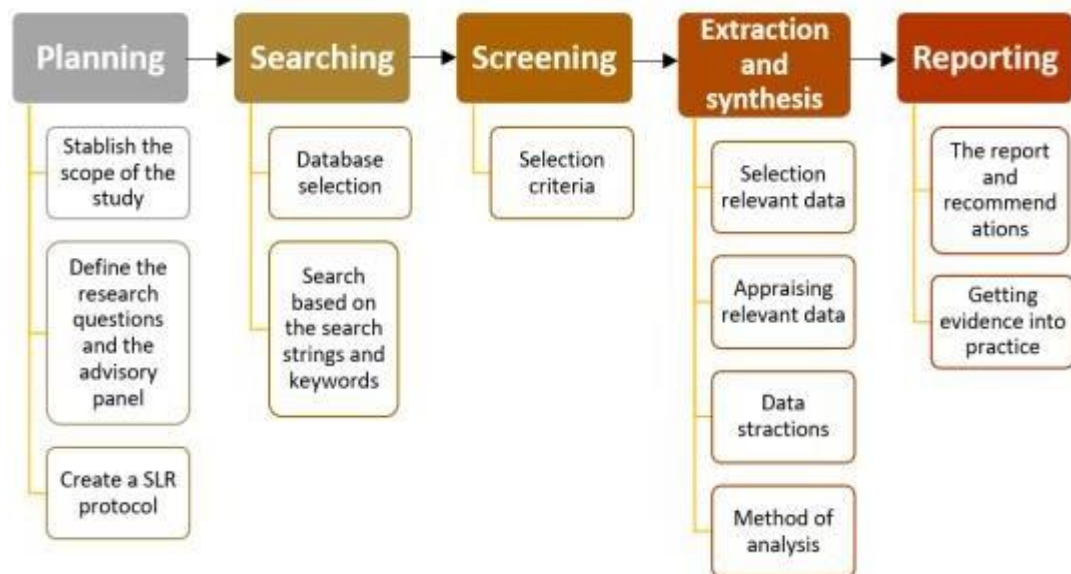 Planning
Stablish the
scope of the
study
Define the
research
questions
and the
advisory
panel
Create a SLR
protocol
Searching
Database
selection
Search
based on
the search
strings and
keywords
Screening
Selection
criteria
Extraction
and
synthesis
Selection
relevant data
Appraising
relevant data
Data
stractions
Method of
analysis
Reporting
The report
and
recommend
ations
Getting
evidence into
practice